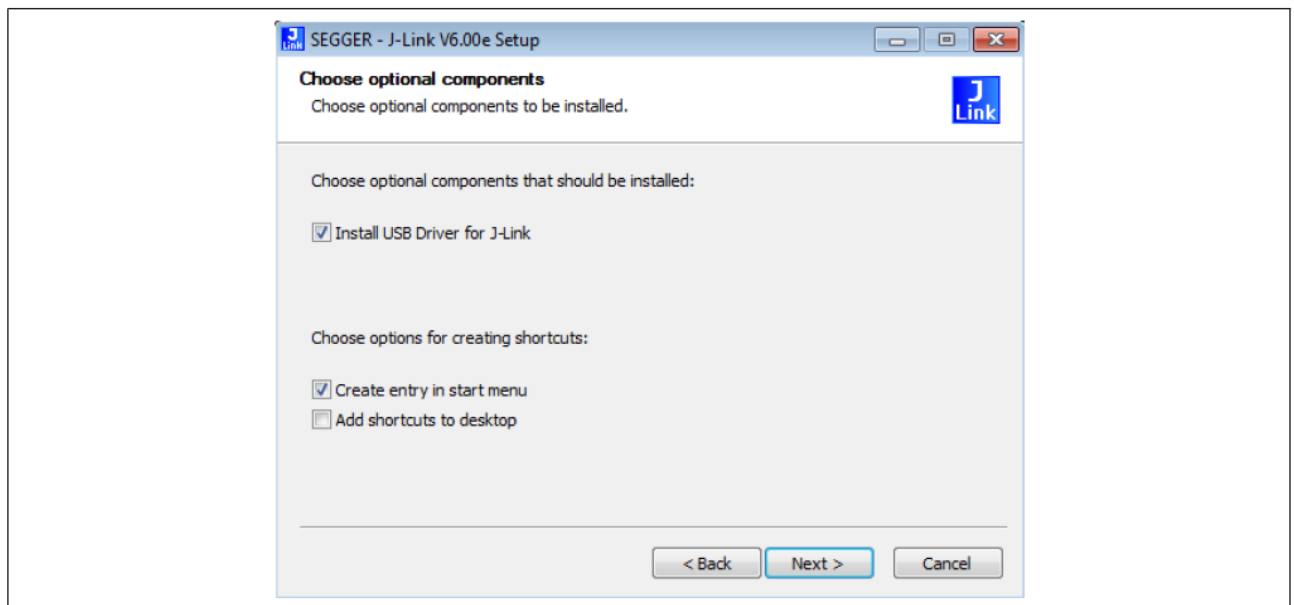 J
Link
SEGGER - J-Link V6.00e Setup
Choose optional components
Choose optional components to be installed.
J
Link
Choose optional components that should be installed:
Install USB Driver for J-Link
Choose options for creating shortcuts:
Create entry in start menu
Add shortcuts to desktop
< Back
Next >
Cancel